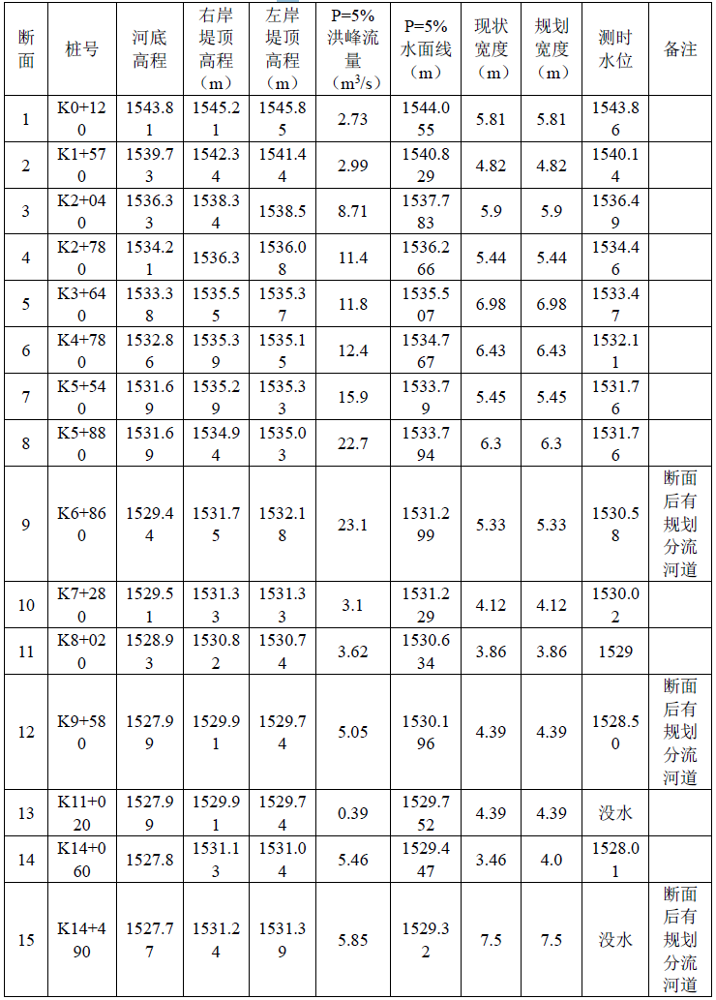 断面 桩号 河底高程 右岸堤顶高程（m） 左岸堤顶高程（m） P=5%洪峰流量（m³/s） P=5%水面线（m） 现状宽度（m） 规划宽度（m） 测时水位 备注
1 K0+120 1543.81 1545.21 1545.85 2.73 1544.055 5.81 5.81 1543.86
2 K1+570 1539.73 1542.34 1541.44 2.99 1540.829 4.82 4.82 1540.14
3 K2+040 1536.33 1538.34 1538.5 8.71 1537.783 5.9 5.9 1536.49
4 K2+780 1534.21 1536.3 1536.08 11.4 1536.266 5.44 5.44 1534.46
5 K3+640 1533.38 1535.55 1535.37 11.8 1535.507 6.98 6.98 1533.47
6 K4+780 1532.86 1535.39 1535.15 12.4 1534.767 6.43 6.43 1532.11
7 K5+540 1531.69 1535.29 1535.33 15.9 1533.79 5.45 5.45 1531.76
8 K5+880 1531.69 1534.94 1535.03 22.7 1533.794 6.3 6.3 1531.76
9 K6+860 1529.44 1531.75 1532.18 23.1 1531.299 5.33 5.33 1530.58 断面后有规划分流河道
10 K7+280 1529.51 1531.33 1531.33 3.1 1531.229 4.12 4.12 1530.02
11 K8+020 1528.93 1530.82 1530.74 3.62 1530.634 3.86 3.86 1529
12 K9+580 1527.99 1529.91 1529.74 5.05 1530.196 4.39 4.39 1528.50 断面后有规划分流河道
13 K11+020 1527.99 1529.91 1529.74 0.39 1529.752 4.39 4.39 没水
14 K14+060 1527.8 1531.13 1531.04 5.46 1529.447 3.46 4.0 1528.01
15 K14+490 1527.77 1531.24 1531.39 5.85 1529.32 7.5 7.5 没水 断面后有规划分流河道